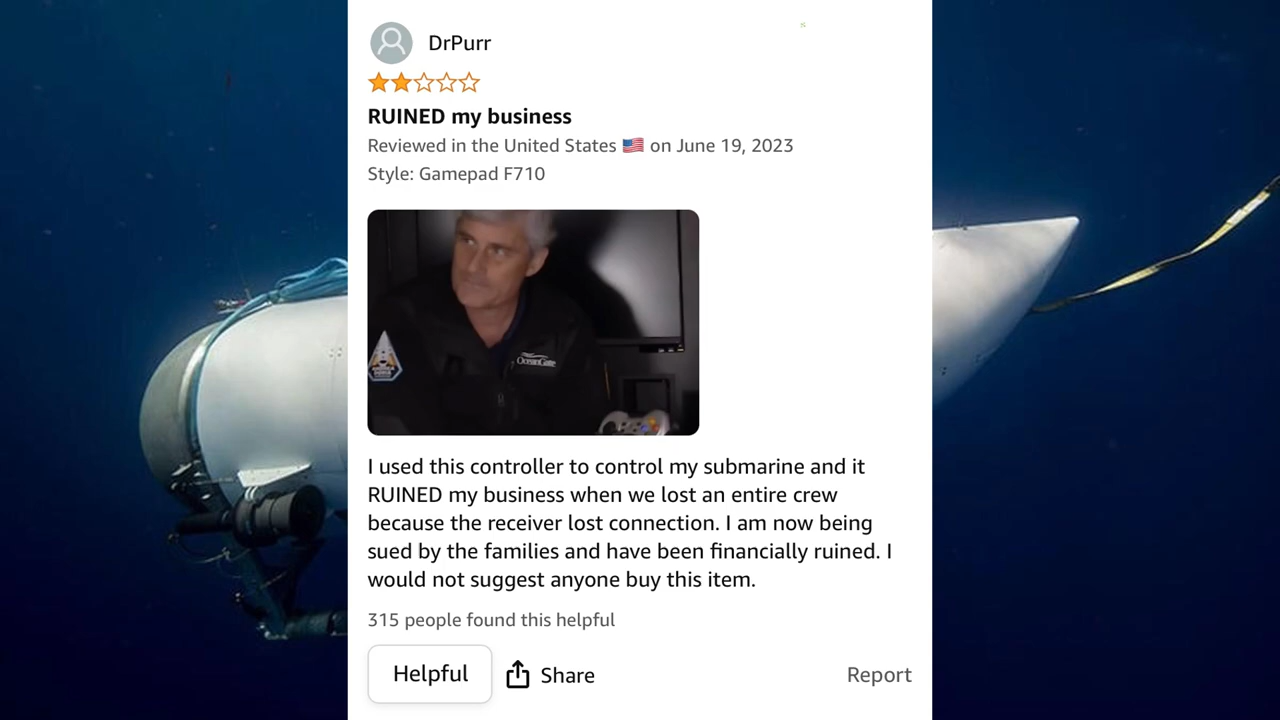 DrPurr
RUINED my business
Reviewed in the United States 🇺🇸 on June 19, 2023
Style: Gamepad F710
OceanGate
I used this controller to control my submarine and it
RUINED my business when we lost an entire crew
because the receiver lost connection. I am now being
sued by the families and have been financially ruined. I
would not suggest anyone buy this item.
315 people found this helpful
Helpful
Share
Report